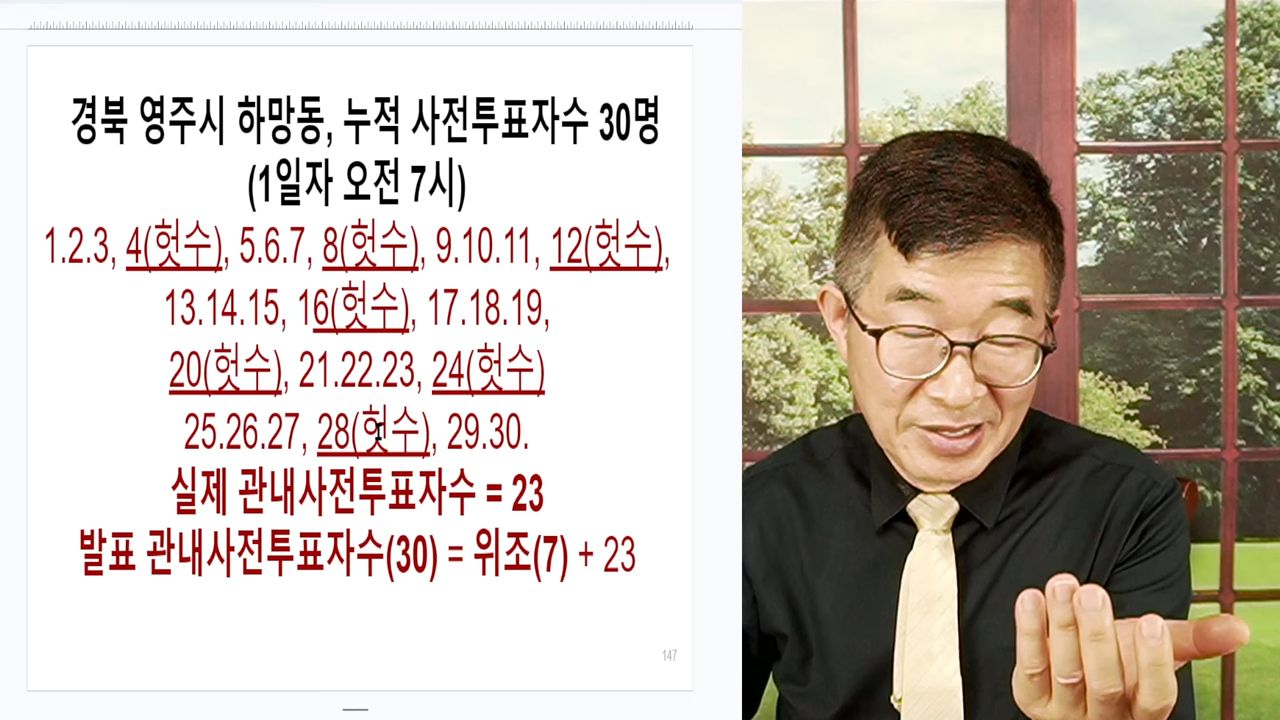 경북 영주시 하망동, 누적 사전투표자수 30명
(1일자 오전 7시)
1.2.3, 4(헛수), 5.6.7, 8(헛수), 9.10.11, 12(헛수),
13.14.15, 16(헛수), 17.18.19,
20(헛수), 21.22.23, 24(헛수)
25.26.27, 28(헛수), 29.30.
실제 관내사전투표자수 = 23
발표 관내사전투표자수(30) = 위조(7) + 23
147